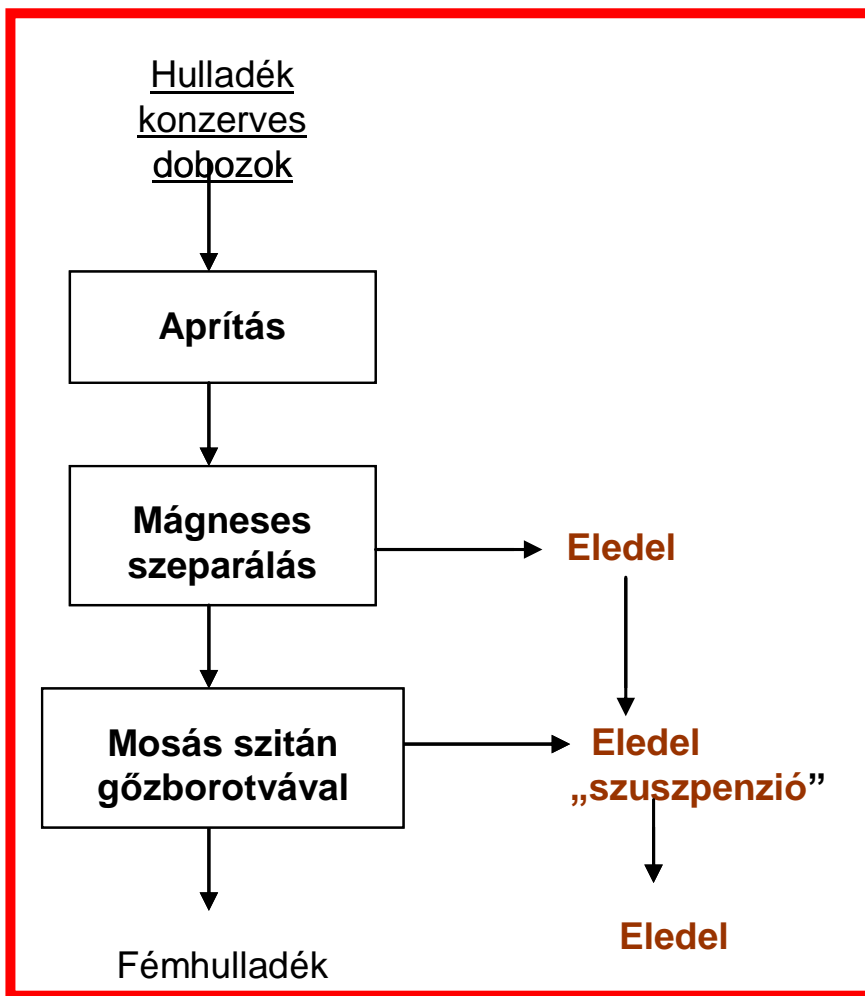 Hulladék
konzerves
dobozok
Aprítás
Mágneses
szeparálás
Eledel
Mosás szitán
gőzborotvával
Eledel
„szuszpenzió”
Eledel
Fémhulladék